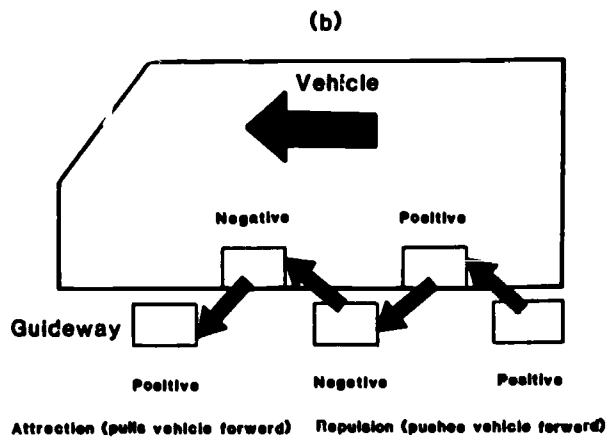 (b)
Vehicle
Negative Positive
Guideway
Positive Negative Positive
Attraction (pulls vehicle forward) Repulsion (pushes vehicle forward)